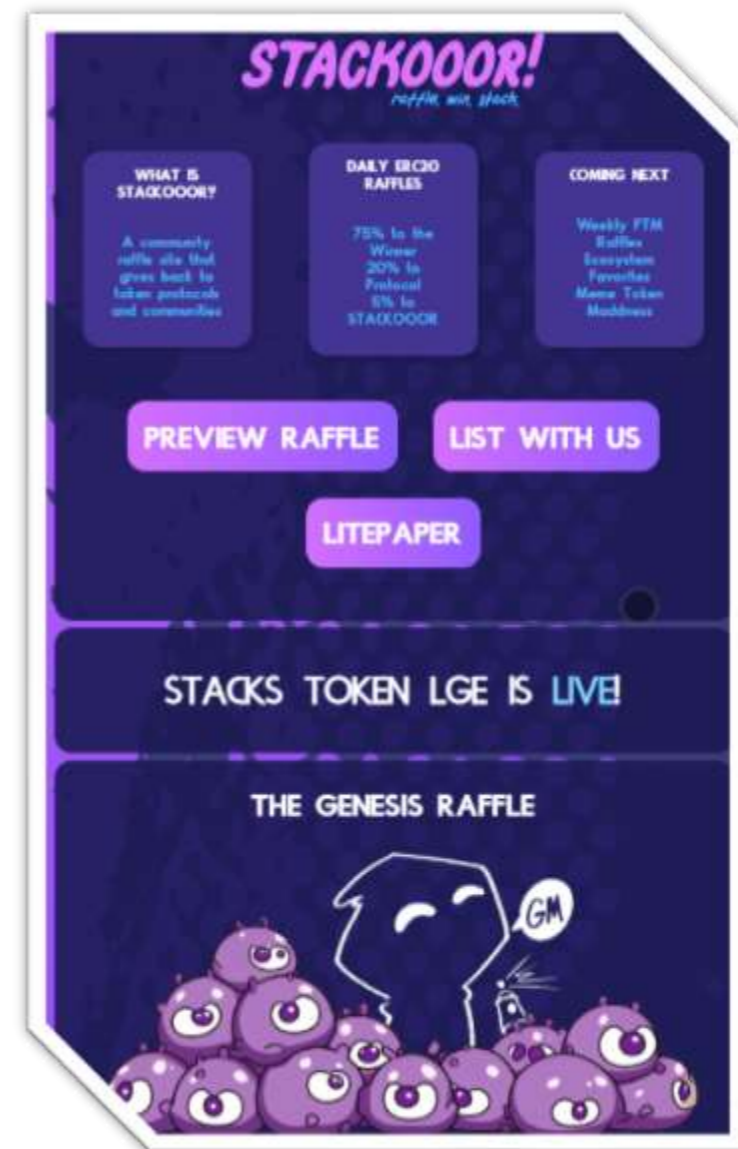 STACKOOOR!
raffle, win, stack.
WHAT IS
STACKOOOR?
A community
raffle site that
gives back to
token protocols
and communities
DAILY ERC20
RAFFLES
75% to the
Winner
20% to
Protocol
5% to
STACKOOOR
COMING NEXT
Weekly FTM
Raffles
Ecosystem
Favorites
Meme Token
Maddness
PREVIEW RAFFLE
LIST WITH US
LITEPAPER
STACKS TOKEN LGE IS LIVE!
THE GENESIS RAFFLE
GM